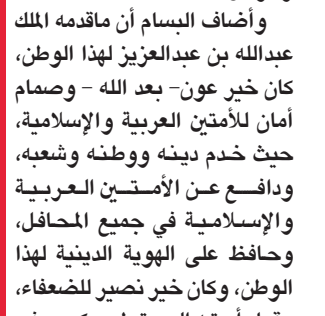 وأضاف البسام أن ماقدمه الملك
عبدالله بن عبدالعزيز لهذا الوطن،
كان خير عون– بعد الله – وصمام
أمان للأمتين العربية والإسلامية،
حيث خدم دينه ووطنه وشعبه،
ودافع عن الأمتين العربية
والإسلامية في جميع المحافل،
وحافظ على الهوية الدينية لهذا
الوطن، وكان خير نصير للضعفاء،